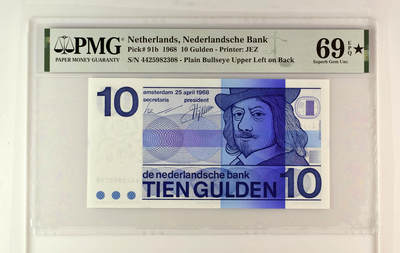 PMG
PAPER MONEY GUARANTY
Netherlands, Nederlandsche Bank
Pick# 91b 1968 10 Gulden - Printer: JEZ
S/N 4425982308 - Plain Bullseye Upper Left on Back
69 EPQ ★
Superb Gem Unc
10
amsterdam 25 april 1968
secretaris president
de nederlandsche bank
TIEN GULDEN
10